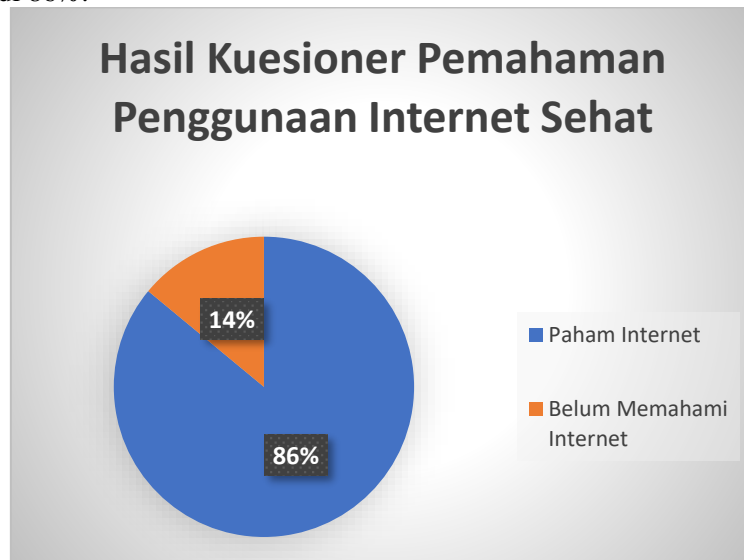 Hasil Kuesioner Pemahaman
Penggunaan Internet Sehat
14%
86%
Paham Internet
Belum Memahami
Internet